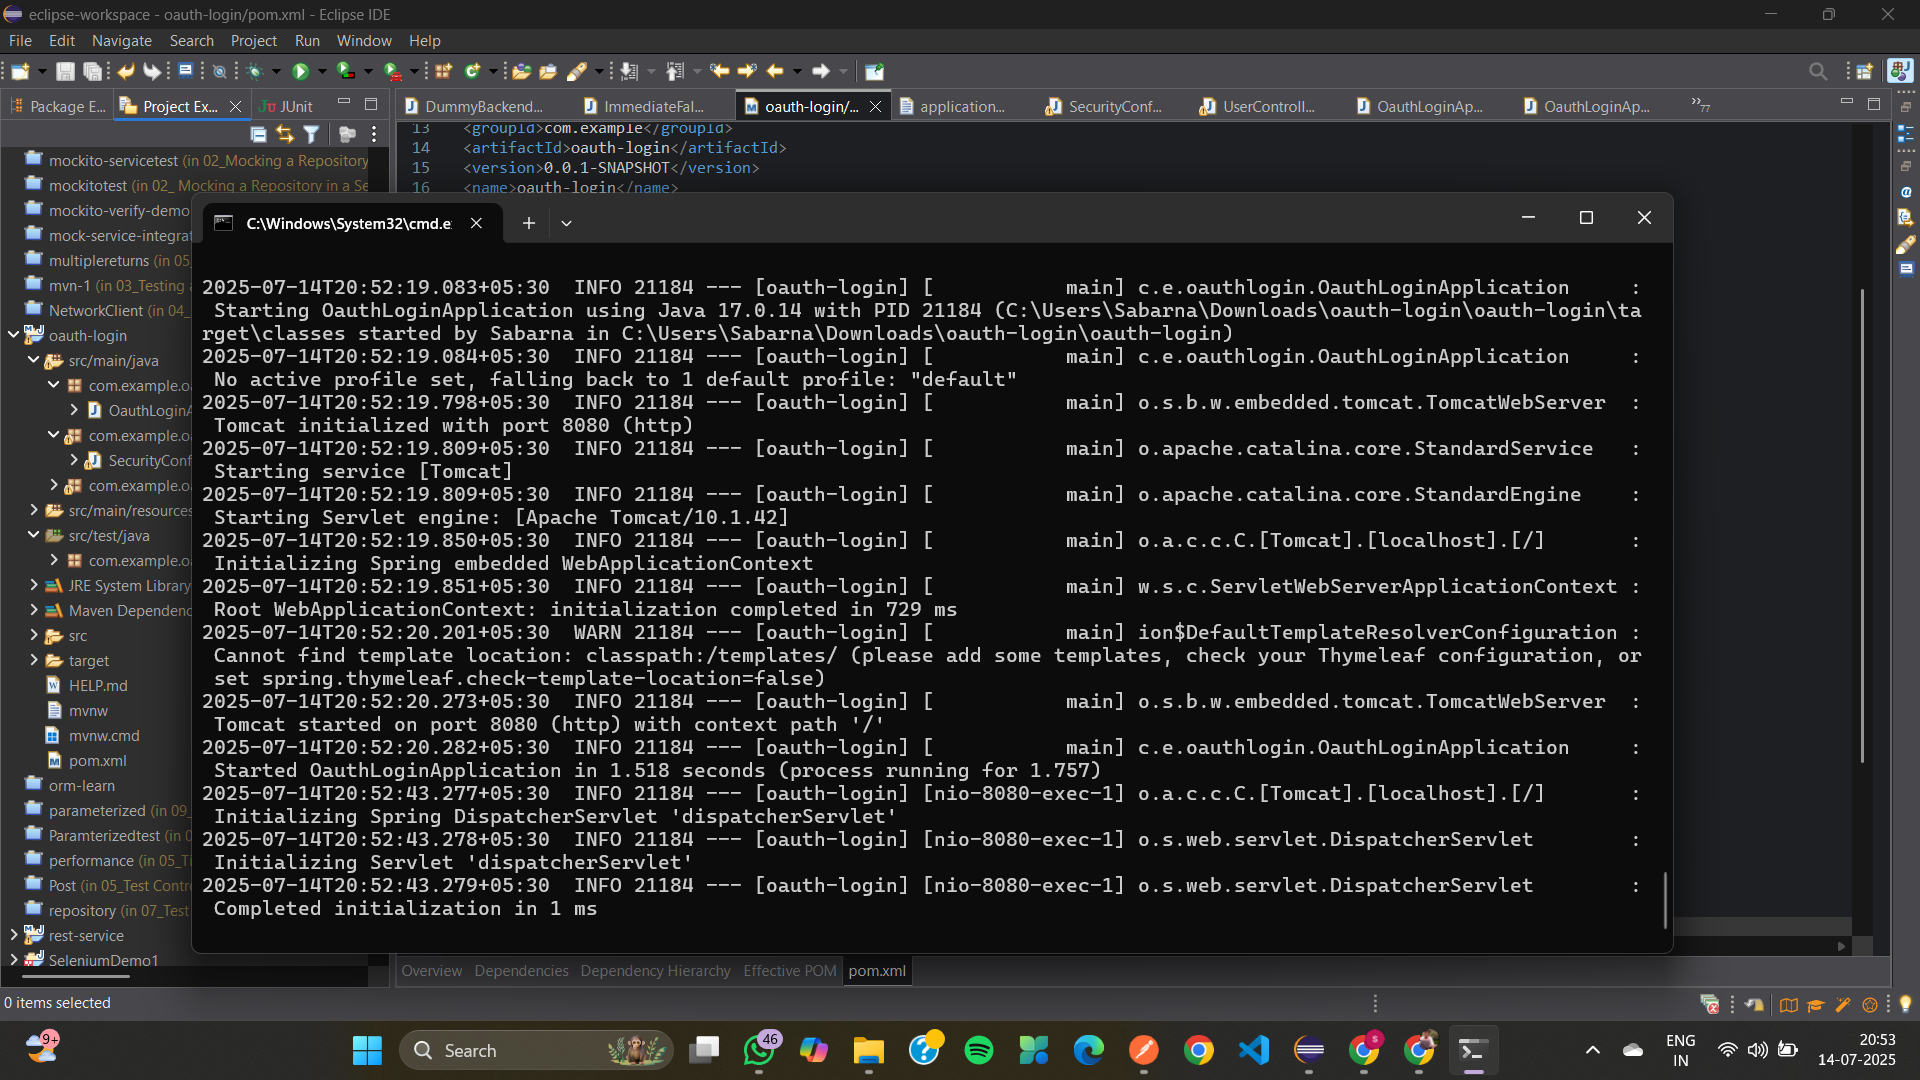 eclipse-workspace - oauth-login/pom.xml - Eclipse IDE
File Edit Navigate Search Project Run Window Help
Package E... Project Ex... JUnit
DummyBackend... ImmediateFal... oauth-login/... application... SecurityConf... UserControll... OauthLoginAp... OauthLoginAp... »77
13 <groupId>com.example</groupId>
14 <artifactId>oauth-login</artifactId>
15 <version>0.0.1-SNAPSHOT</version>
16 <name>oauth-login</name>
mockito-servicetest (in 02_Mocking a Repository
mockitotest (in 02_ Mocking a Repository in a Se
mockito-verify-demo
mock-service-integrat
multiplereturns (in 05_
mvn-1 (in 03_Testing a
NetworkClient (in 04_
oauth-login
src/main/java
com.example.oa
OauthLoginA
com.example.oa
SecurityConf
com.example.oa
src/main/resources
src/test/java
com.example.oa
JRE System Library
Maven Dependenc
src
target
HELP.md
mvnw
mvnw.cmd
pom.xml
orm-learn
parameterized (in 09_
Paramterizedtest (in 0
performance (in 05_Ti
Post (in 05_Test Contr
repository (in 07_Test
rest-service
SeleniumDemo1
C:\Windows\System32\cmd.e
2025-07-14T20:52:19.083+05:30  INFO 21184 --- [oauth-login] [           main] c.e.oauthlogin.OauthLoginApplication     :
Starting OauthLoginApplication using Java 17.0.14 with PID 21184 (C:\Users\Sabarna\Downloads\oauth-login\oauth-login\ta
rget\classes started by Sabarna in C:\Users\Sabarna\Downloads\oauth-login\oauth-login)
2025-07-14T20:52:19.084+05:30  INFO 21184 --- [oauth-login] [           main] c.e.oauthlogin.OauthLoginApplication     :
No active profile set, falling back to 1 default profile: "default"
2025-07-14T20:52:19.798+05:30  INFO 21184 --- [oauth-login] [           main] o.s.b.w.embedded.tomcat.TomcatWebServer  :
Tomcat initialized with port 8080 (http)
2025-07-14T20:52:19.809+05:30  INFO 21184 --- [oauth-login] [           main] o.apache.catalina.core.StandardService   :
Starting service [Tomcat]
2025-07-14T20:52:19.809+05:30  INFO 21184 --- [oauth-login] [           main] o.apache.catalina.core.StandardEngine    :
Starting Servlet engine: [Apache Tomcat/10.1.42]
2025-07-14T20:52:19.850+05:30  INFO 21184 --- [oauth-login] [           main] o.a.c.c.C.[Tomcat].[localhost].[/]       :
Initializing Spring embedded WebApplicationContext
2025-07-14T20:52:19.851+05:30  INFO 21184 --- [oauth-login] [           main] w.s.c.ServletWebServerApplicationContext :
Root WebApplicationContext: initialization completed in 729 ms
2025-07-14T20:52:20.201+05:30  WARN 21184 --- [oauth-login] [           main] ion$DefaultTemplateResolverConfiguration :
Cannot find template location: classpath:/templates/ (please add some templates, check your Thymeleaf configuration, or
set spring.thymeleaf.check-template-location=false)
2025-07-14T20:52:20.273+05:30  INFO 21184 --- [oauth-login] [           main] o.s.b.w.embedded.tomcat.TomcatWebServer  :
Tomcat started on port 8080 (http) with context path '/'
2025-07-14T20:52:20.282+05:30  INFO 21184 --- [oauth-login] [           main] c.e.oauthlogin.OauthLoginApplication     :
Started OauthLoginApplication in 1.518 seconds (process running for 1.757)
2025-07-14T20:52:43.277+05:30  INFO 21184 --- [oauth-login] [nio-8080-exec-1] o.a.c.c.C.[Tomcat].[localhost].[/]       :
Initializing Spring DispatcherServlet 'dispatcherServlet'
2025-07-14T20:52:43.278+05:30  INFO 21184 --- [oauth-login] [nio-8080-exec-1] o.s.web.servlet.DispatcherServlet        :
Initializing Servlet 'dispatcherServlet'
2025-07-14T20:52:43.279+05:30  INFO 21184 --- [oauth-login] [nio-8080-exec-1] o.s.web.servlet.DispatcherServlet        :
Completed initialization in 1 ms
Overview Dependencies Dependency Hierarchy Effective POM pom.xml
0 items selected
9+
Search
46
ENG
IN
20:53
14-07-2025